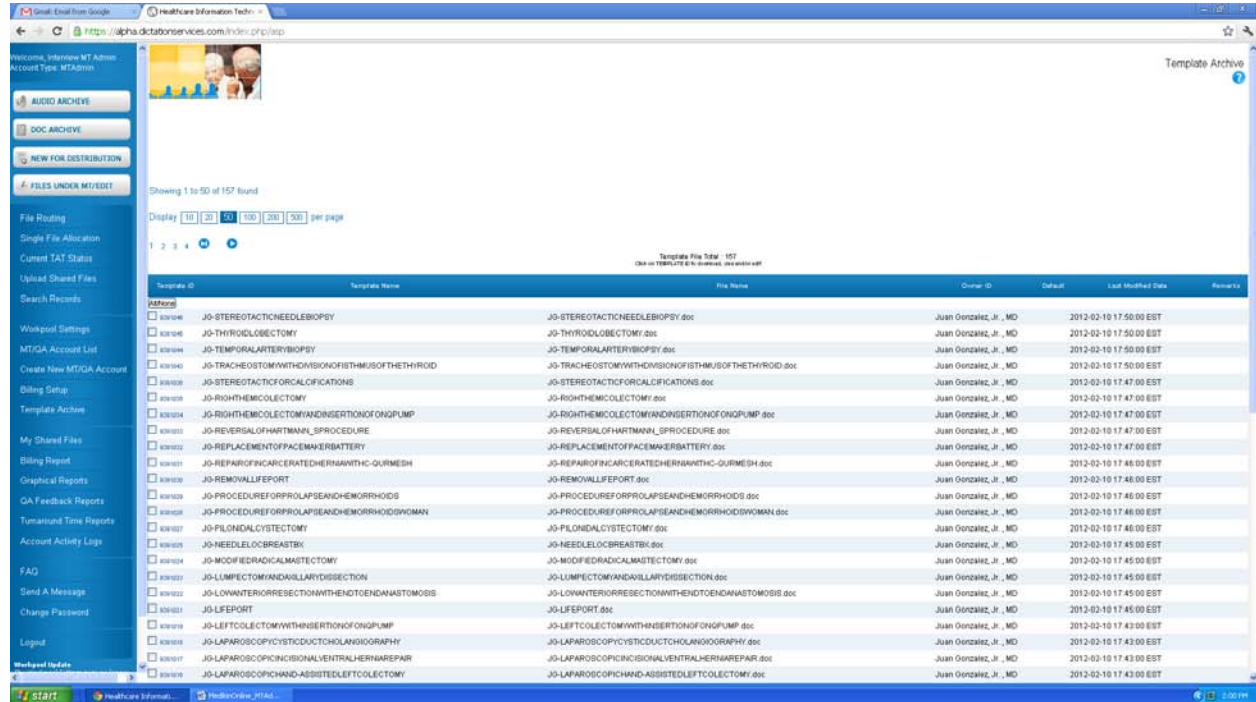 Gmail: Email from Google
Healthcare Information Techn
https://alpha.dictationservices.com/index.php/asp
Welcome, Interview MT Admin
Account Type: MTAdmin
AUDIO ARCHIVE
DOC ARCHIVE
NEW FOR DISTRIBUTION
FILES UNDER MT/EDIT
File Routing
Single File Allocation
Current TAT Status
Upload Shared Files
Search Records
Workpool Settings
MT/QA Account List
Create New MT/QA Account
Billing Setup
Template Archive
My Shared Files
Billing Report
Graphical Reports
QA Feedback Reports
Turnaround Time Reports
Account Activity Logs
FAQ
Send A Message
Change Password
Logout
Workpool Update
Template Archive
?
Showing 1 to 50 of 157 found
Display 10 20 50 100 200 500 per page
1 2 3 4
Template File Total : 157
Click on TEMPLATE ID to download, view and/or edit
Template ID Template Name File Name Owner ID Default Last Modified Date Remarks
All/None
JG-STEREOTACTICNEEDLEBIOPSY JG-STEREOTACTICNEEDLEBIOPSY.doc Juan Gonzalez, Jr. , MD 2012-02-10 17:50:00 EST
JG-THYROIDLOBECTOMY JG-THYROIDLOBECTOMY.doc Juan Gonzalez, Jr. , MD 2012-02-10 17:50:00 EST
JG-TEMPORALARTERYBIOPSY JG-TEMPORALARTERYBIOPSY.doc Juan Gonzalez, Jr. , MD 2012-02-10 17:50:00 EST
JG-TRACHEOSTOMYWITHDIVISIONOFISTHMUSOFTHETHYROID JG-TRACHEOSTOMYWITHDIVISIONOFISTHMUSOFTHETHYROID.doc Juan Gonzalez, Jr. , MD 2012-02-10 17:50:00 EST
JG-STEREOTACTICFORCALCIFICATIONS JG-STEREOTACTICFORCALCIFICATIONS.doc Juan Gonzalez, Jr. , MD 2012-02-10 17:47:00 EST
JG-RIGHTHEMICOLECTOMY JG-RIGHTHEMICOLECTOMY.doc Juan Gonzalez, Jr. , MD 2012-02-10 17:47:00 EST
JG-RIGHTHEMICOLECTOMYANDINSERTIONOFONQPUMP JG-RIGHTHEMICOLECTOMYANDINSERTIONOFONQPUMP.doc Juan Gonzalez, Jr. , MD 2012-02-10 17:47:00 EST
JG-REVERSALOFHARTMANN_SPROCEDURE JG-REVERSALOFHARTMANN_SPROCEDURE.doc Juan Gonzalez, Jr. , MD 2012-02-10 17:47:00 EST
JG-REPLACEMENTOFPACEMAKERBATTERY JG-REPLACEMENTOFPACEMAKERBATTERY.doc Juan Gonzalez, Jr. , MD 2012-02-10 17:47:00 EST
JG-REPAIROFINCARCERATEDHERNIAWITHC-QURMESH JG-REPAIROFINCARCERATEDHERNIAWITHC-QURMESH.doc Juan Gonzalez, Jr. , MD 2012-02-10 17:46:00 EST
JG-REMOVALLIFEPORT JG-REMOVALLIFEPORT.doc Juan Gonzalez, Jr. , MD 2012-02-10 17:46:00 EST
JG-PROCEDUREFORPROLAPSEANDHEMORRHOIDS JG-PROCEDUREFORPROLAPSEANDHEMORRHOIDS.doc Juan Gonzalez, Jr. , MD 2012-02-10 17:46:00 EST
JG-PROCEDUREFORPROLAPSEANDHEMORRHOIDSWOMAN JG-PROCEDUREFORPROLAPSEANDHEMORRHOIDSWOMAN.doc Juan Gonzalez, Jr. , MD 2012-02-10 17:46:00 EST
JG-PILONIDALCYSTECTOMY JG-PILONIDALCYSTECTOMY.doc Juan Gonzalez, Jr. , MD 2012-02-10 17:46:00 EST
JG-NEEDLELOCBREASTBX JG-NEEDLELOCBREASTBX.doc Juan Gonzalez, Jr. , MD 2012-02-10 17:45:00 EST
JG-MODIFIEDRADICALMASTECTOMY JG-MODIFIEDRADICALMASTECTOMY.doc Juan Gonzalez, Jr. , MD 2012-02-10 17:45:00 EST
JG-LUMPECTOMYANDAXILLARYDISSECTION JG-LUMPECTOMYANDAXILLARYDISSECTION.doc Juan Gonzalez, Jr. , MD 2012-02-10 17:45:00 EST
JG-LOWANTERIORRESECTIONWITHENDTOENDANASTOMOSIS JG-LOWANTERIORRESECTIONWITHENDTOENDANASTOMOSIS.doc Juan Gonzalez, Jr. , MD 2012-02-10 17:45:00 EST
JG-LIFEPORT JG-LIFEPORT.doc Juan Gonzalez, Jr. , MD 2012-02-10 17:45:00 EST
JG-LEFTCOLECTOMYWITHINSERTIONOFONQPUMP JG-LEFTCOLECTOMYWITHINSERTIONOFONQPUMP.doc Juan Gonzalez, Jr. , MD 2012-02-10 17:43:00 EST
JG-LAPAROSCOPYCYSTICDUCTCHOLANGIOGRAPHY JG-LAPAROSCOPYCYSTICDUCTCHOLANGIOGRAPHY.doc Juan Gonzalez, Jr. , MD 2012-02-10 17:43:00 EST
JG-LAPAROSCOPICINCISIONALVENTRALHERNIAREPAIR JG-LAPAROSCOPICINCISIONALVENTRALHERNIAREPAIR.doc Juan Gonzalez, Jr. , MD 2012-02-10 17:43:00 EST
JG-LAPAROSCOPICHAND-ASSISTEDLEFTCOLECTOMY JG-LAPAROSCOPICHAND-ASSISTEDLEFTCOLECTOMY.doc Juan Gonzalez, Jr. , MD 2012-02-10 17:43:00 EST
start
Healthcare Informati...
2:00 PM